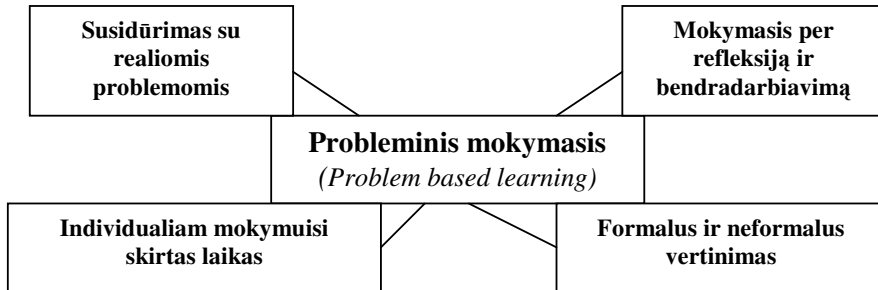 Susidūrimas su
realiomis
problemomis
Mokymasis per
refleksiją ir
bendradarbiavimą
Probleminis mokymasis
(Problem based learning)
Individualiam mokymuisi
skirtas laikas
Formalus ir neformalus
vertinimas